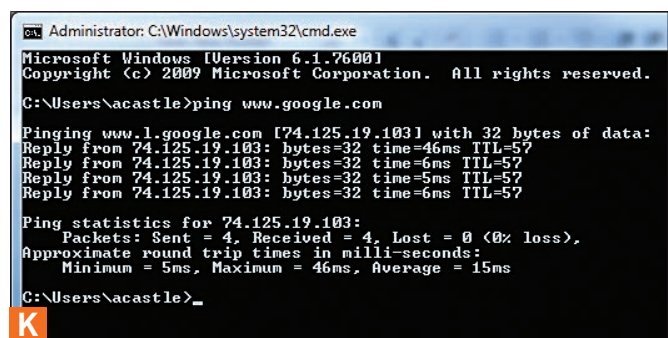 Administrator: C:\Windows\system32\cmd.exe
Microsoft Windows [Version 6.1.7600]
Copyright (c) 2009 Microsoft Corporation.  All rights reserved.
C:\Users\acastle>ping www.google.com
Pinging www.l.google.com [74.125.19.103] with 32 bytes of data:
Reply from 74.125.19.103: bytes=32 time=46ms TTL=57
Reply from 74.125.19.103: bytes=32 time=6ms TTL=57
Reply from 74.125.19.103: bytes=32 time=5ms TTL=57
Reply from 74.125.19.103: bytes=32 time=6ms TTL=57
Ping statistics for 74.125.19.103:
    Packets: Sent = 4, Received = 4, Lost = 0 (0% loss),
Approximate round trip times in milli-seconds:
    Minimum = 5ms, Maximum = 46ms, Average = 15ms
C:\Users\acastle>_
K